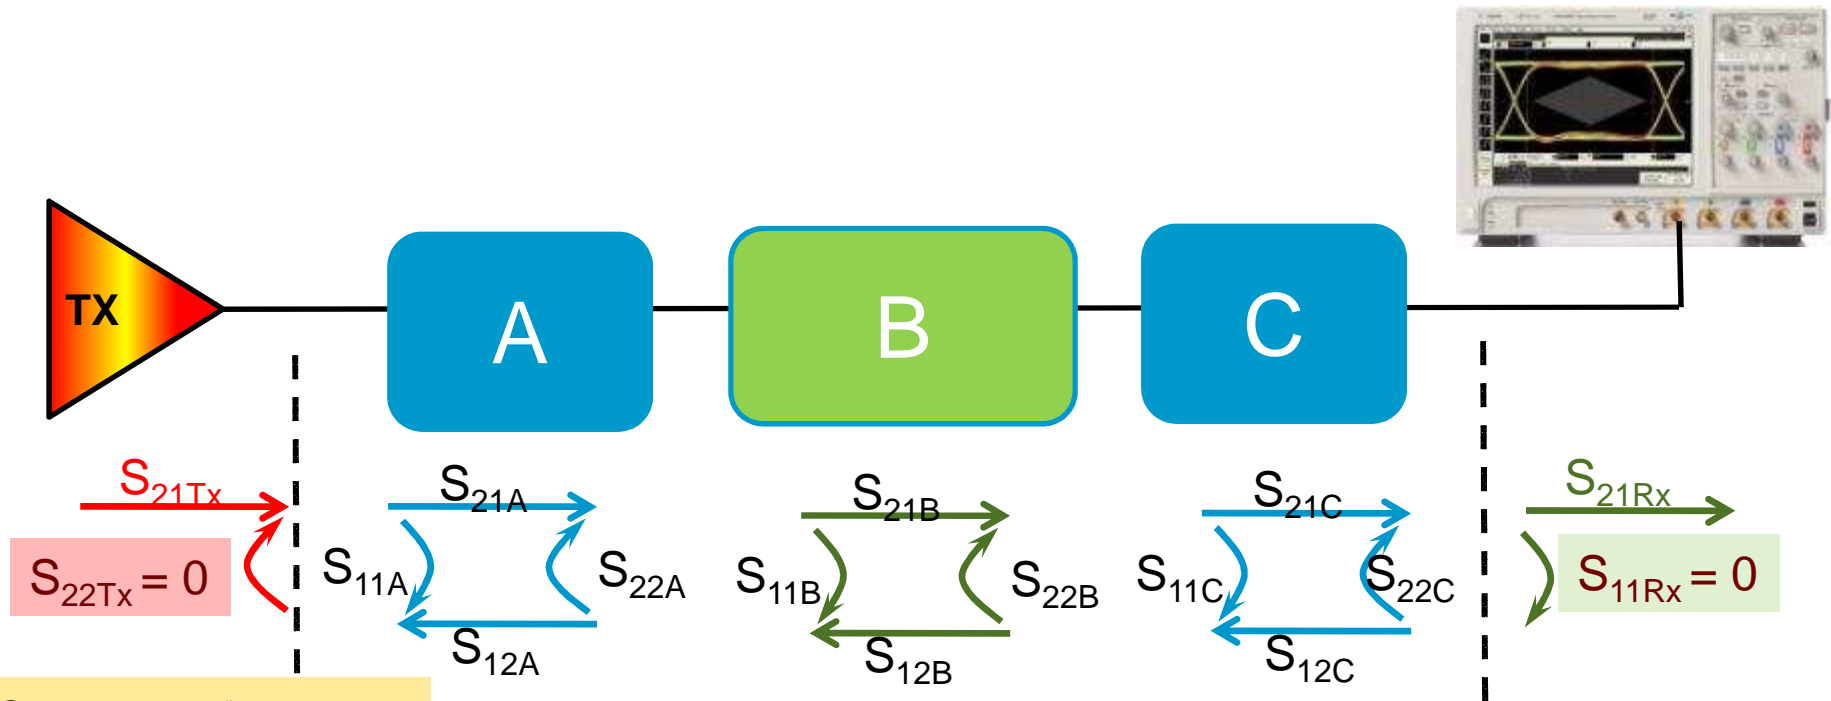 TX
A
B
C
S21Tx
S22Tx = 0
S21A
S11A
S22A
S12A
S21B
S11B
S22B
S12B
S21C
S11C
S22C
S12C
S21Rx
S11Rx = 0